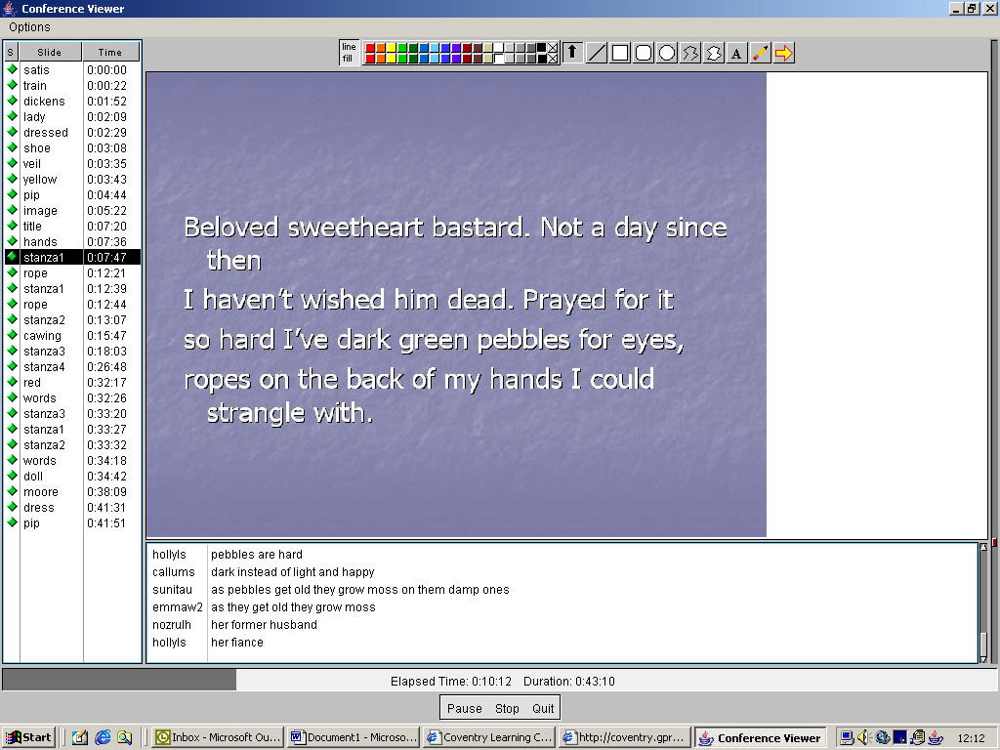 Conference Viewer
Options
S Slide Time
satis 0:00:00
train 0:00:22
dickens 0:01:52
lady 0:02:09
dressed 0:02:29
shoe 0:03:08
veil 0:03:35
yellow 0:03:43
pip 0:04:44
image 0:05:22
title 0:07:20
hands 0:07:36
stanza1 0:07:47
rope 0:12:21
stanza1 0:12:39
rope 0:12:44
stanza2 0:13:07
cawing 0:15:47
stanza3 0:18:03
stanza4 0:26:48
red 0:32:17
words 0:32:26
stanza3 0:33:20
stanza1 0:33:27
stanza2 0:33:32
words 0:34:18
doll 0:34:42
moore 0:38:09
dress 0:41:31
pip 0:41:51
line
fill
A
Beloved sweetheart bastard. Not a day since
then
I haven't wished him dead. Prayed for it
so hard I've dark green pebbles for eyes,
ropes on the back of my hands I could
strangle with.
hollyls pebbles are hard
callums dark instead of light and happy
sunitau as pebbles get old they grow moss on them damp ones
emmaw2 as they get old they grow moss
nozrulh her former husband
hollyls her fiance
Elapsed Time: 0:10:12 Duration: 0:43:10
Pause Stop Quit
Start Inbox - Microsoft Ou... Document1 - Microso... Coventry Learning C... http://coventry.gpr... Conference Viewer 12:12